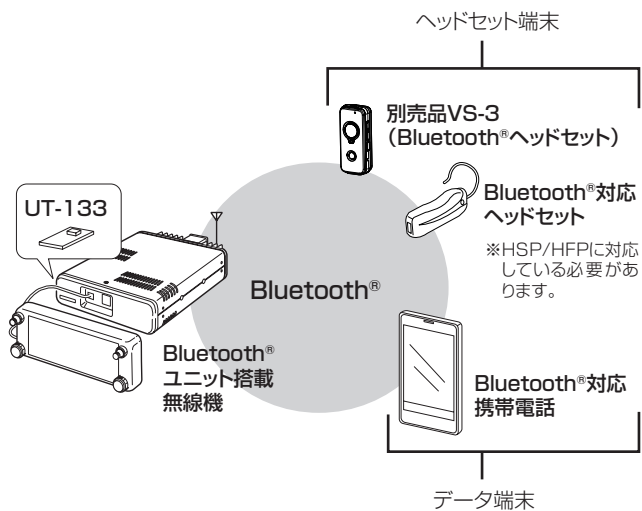 ヘッドセット端末
別売品VS-3
（Bluetooth®ヘッドセット）
Bluetooth®対応
ヘッドセット
※HSP/HFPに対応
している必要があ
ります。
UT-133
Bluetooth®
Bluetooth®
ユニット搭載
無線機
Bluetooth®対応
携帯電話
データ端末